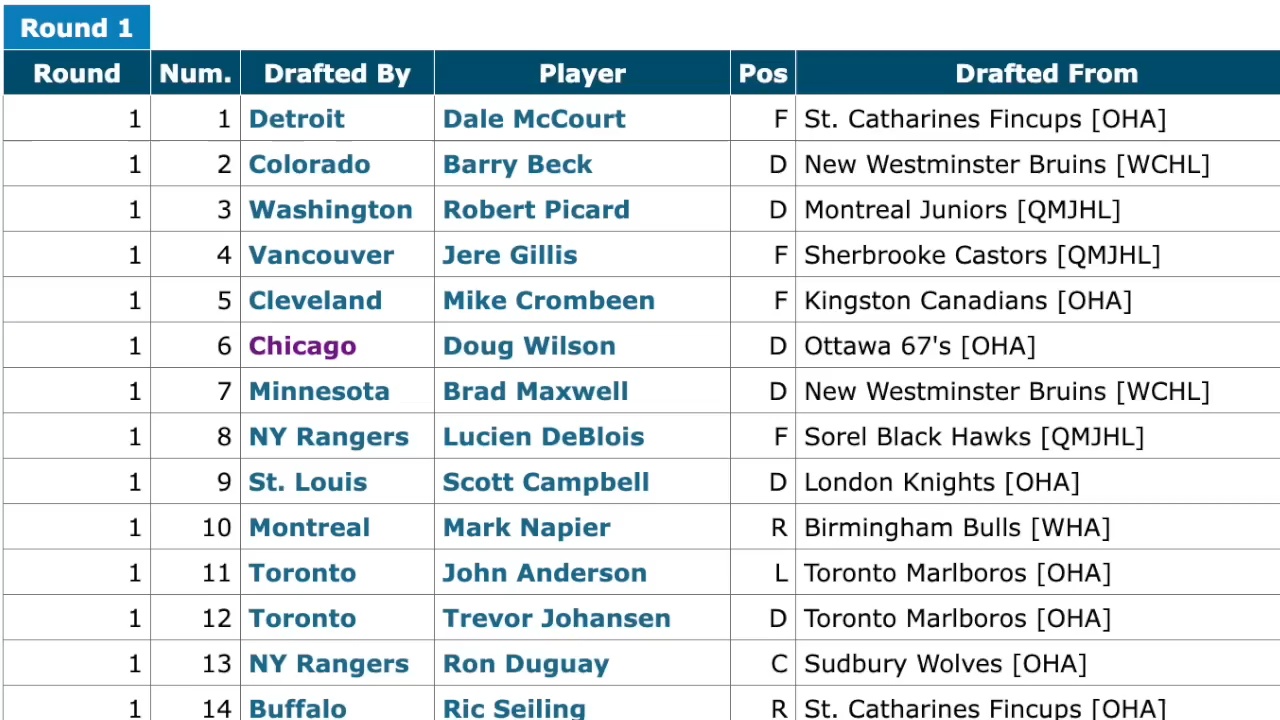 Round 1
Round Num. Drafted By Player Pos Drafted From
1 1 Detroit Dale McCourt F St. Catharines Fincups [OHA]
1 2 Colorado Barry Beck D New Westminster Bruins [WCHL]
1 3 Washington Robert Picard D Montreal Juniors [QMJHL]
1 4 Vancouver Jere Gillis F Sherbrooke Castors [QMJHL]
1 5 Cleveland Mike Crombeen F Kingston Canadians [OHA]
1 6 Chicago Doug Wilson D Ottawa 67's [OHA]
1 7 Minnesota Brad Maxwell D New Westminster Bruins [WCHL]
1 8 NY Rangers Lucien DeBlois F Sorel Black Hawks [QMJHL]
1 9 St. Louis Scott Campbell D London Knights [OHA]
1 10 Montreal Mark Napier R Birmingham Bulls [WHA]
1 11 Toronto John Anderson L Toronto Marlboros [OHA]
1 12 Toronto Trevor Johansen D Toronto Marlboros [OHA]
1 13 NY Rangers Ron Duguay C Sudbury Wolves [OHA]
1 14 Buffalo Ric Seiling R St. Catharines Fincups [OHA]